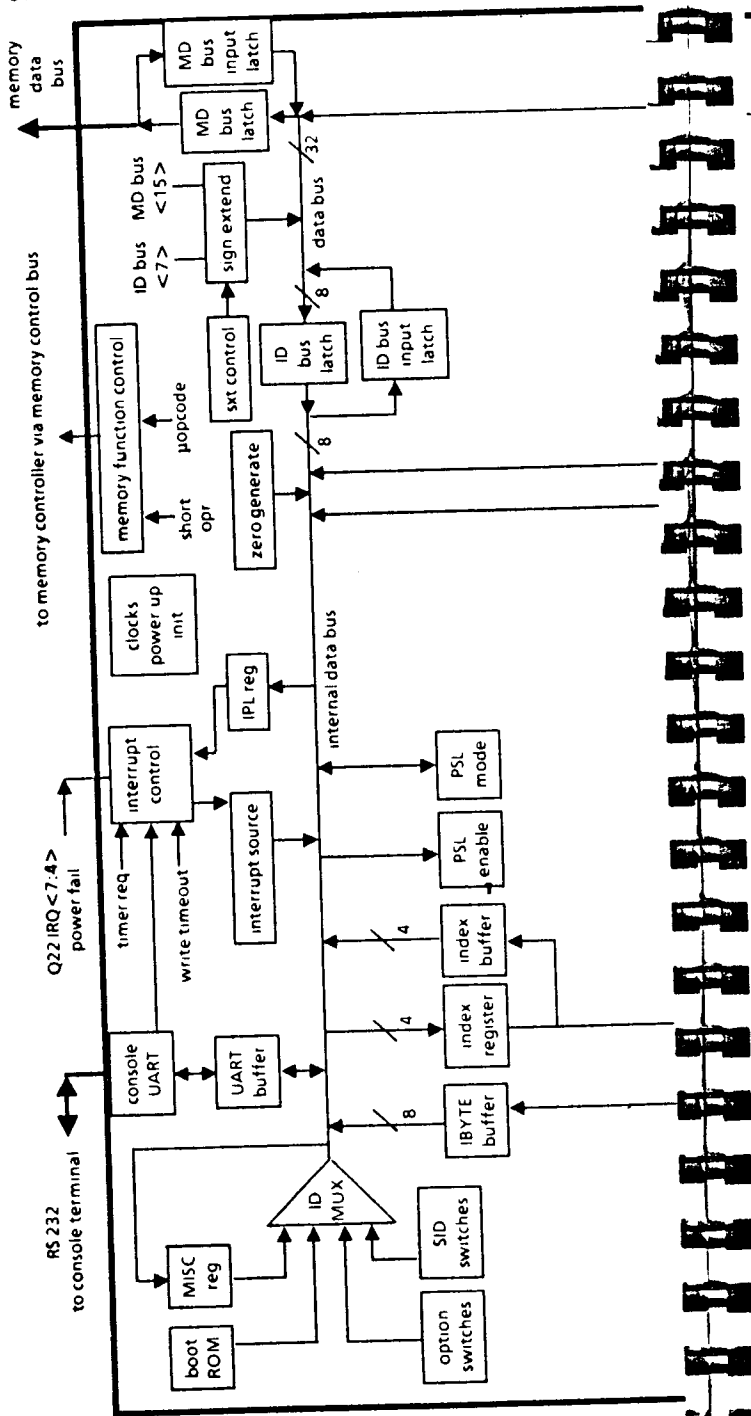 RS 232
to console terminal
Q22 IRQ<7:4>
power fail
to memory controller via memory control bus
memory
data
bus
console
UART
timer req
write timeout
interrupt
control
clocks
power up
init
memory function control
short
opr
µopcode
ID bus
<7>
MD bus
<15>
MD bus
input
latch
MD
bus
latch
MISC
reg
boot
ROM
UART
buffer
interrupt source
IPL reg
zero generate
sxt control
sign extend
32
data bus
8
ID
bus
latch
ID bus
input
latch
8
ID
MUX
internal data bus
option
switches
SID
switches
8
IBYTE
buffer
4
index
register
4
index
buffer
PSL
enable
PSL
mode